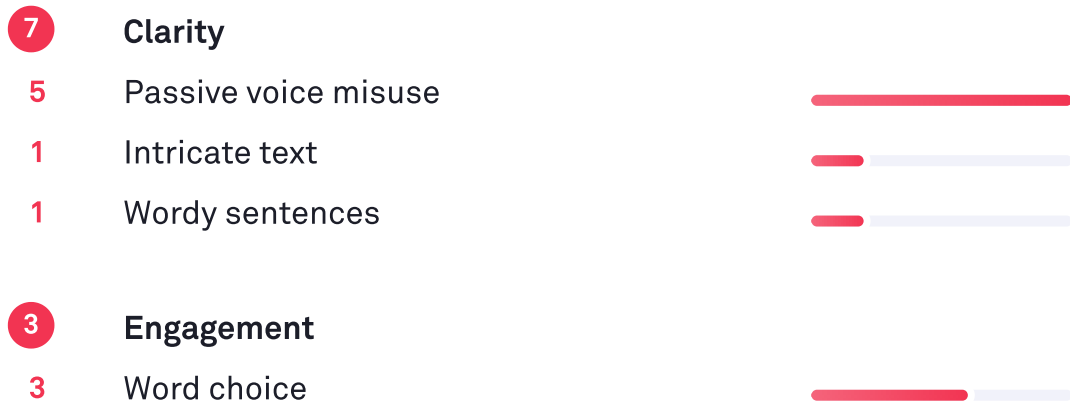 7 Clarity
5 Passive voice misuse
1 Intricate text
1 Wordy sentences
3 Engagement
3 Word choice